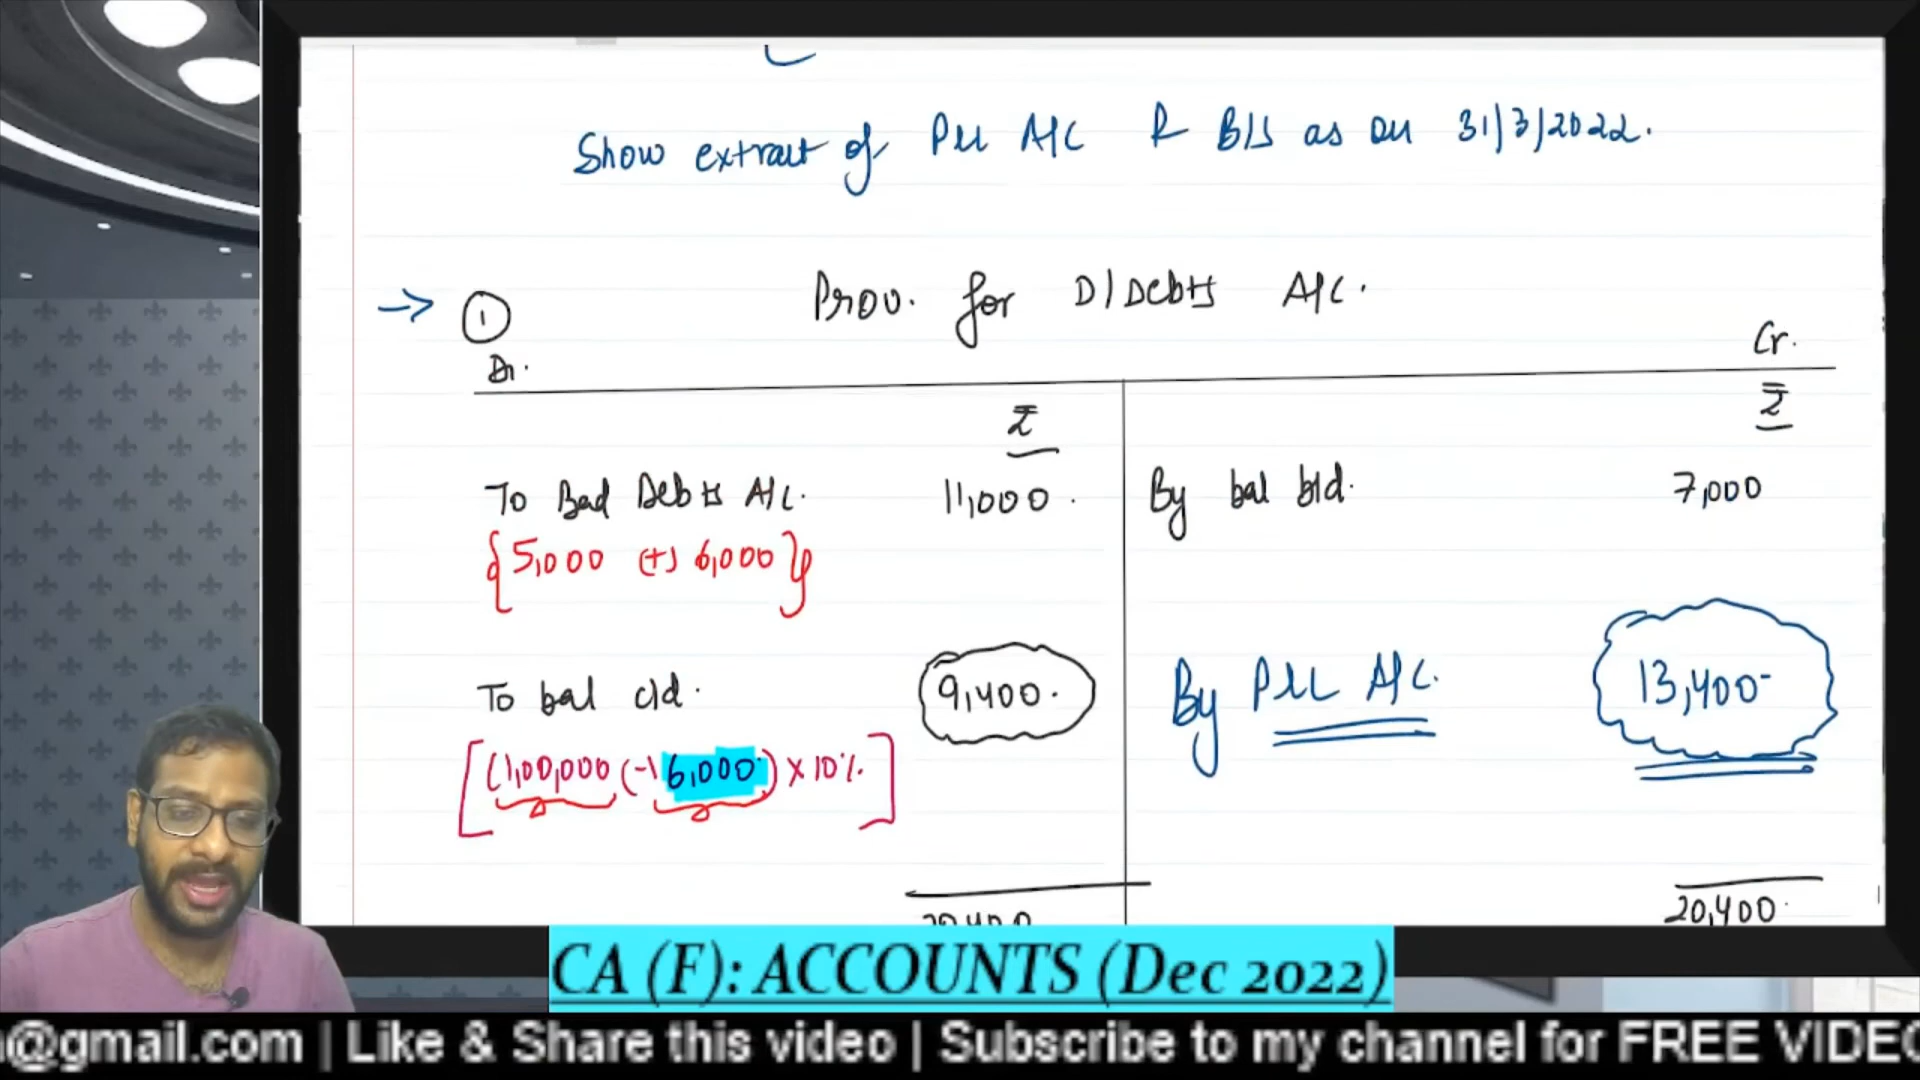 Show extract of P&L A/C & B/S as on 31/3/2022.
→ ① Prov. for D/Debts A/C.
Dr. Cr.
₹ ₹
To Bad Debts A/C. 11,000. By bal b/d. 7,000
{5,000 (+) 6,000}
To bal c/d. 9,400. By P&L A/C. 13,400
[(1,00,000 (-) 6,000) x 10%]
20,400 20,400
CA (F): ACCOUNTS (Dec 2022)
@gmail.com | Like & Share this video | Subscribe to my channel for FREE VIDEO